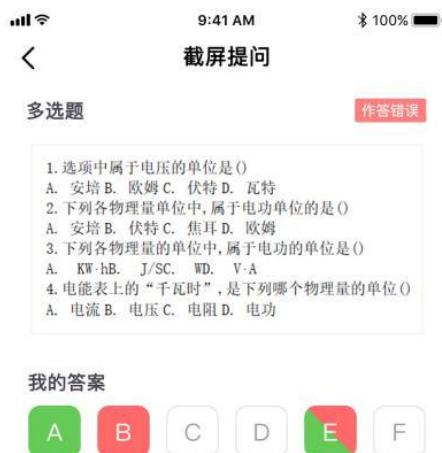 9:41 AM
100%
截屏提问
多选题
作答错误
1.选项中属于电压的单位是()
A. 安培 B. 欧姆 C. 伏特 D. 瓦特
2.下列各物理量单位中,属于电功单位的是()
A. 安培 B. 伏特 C. 焦耳 D. 欧姆
3.下列各物理量的单位中,属于电功的单位是()
A. KW·hB. J/SC. WD. V·A
4.电能表上的“千瓦时”,是下列哪个物理量的单位()
A. 电流 B. 电压 C. 电阻 D. 电功
我的答案
A B C D E F